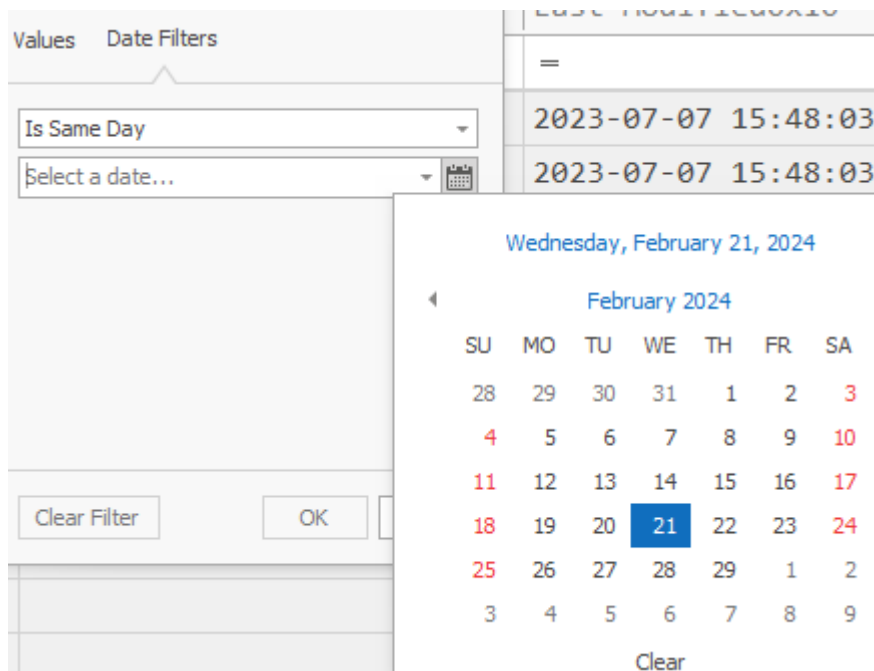 Last Modified0x10
Values Date Filters
=
Is Same Day
2023-07-07 15:48:03
Select a date...
2023-07-07 15:48:03
Wednesday, February 21, 2024
February 2024
SU MO TU WE TH FR SA
28 29 30 31 1 2 3
4 5 6 7 8 9 10
11 12 13 14 15 16 17
Clear Filter OK
18 19 20 21 22 23 24
25 26 27 28 29 1 2
3 4 5 6 7 8 9
Clear